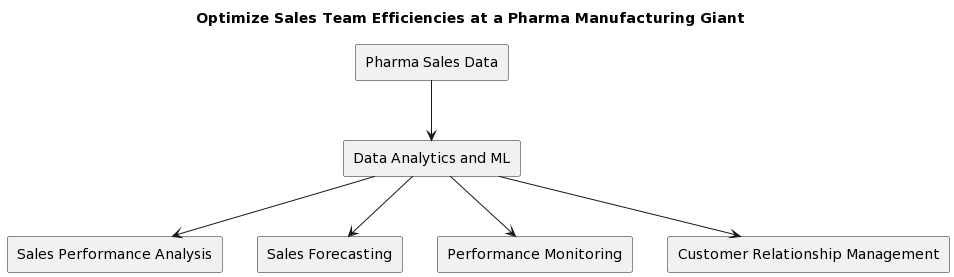 Optimize Sales Team Efficiencies at a Pharma Manufacturing Giant
Pharma Sales Data
Data Analytics and ML
Sales Performance Analysis
Sales Forecasting
Performance Monitoring
Customer Relationship Management